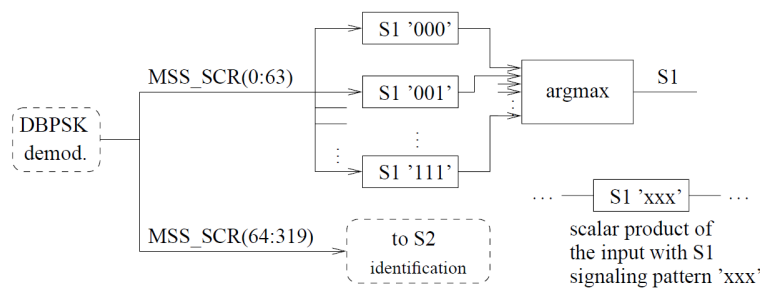 S1 '000'
MSS_SCR(0:63)
S1 '001'
argmax
S1
DBPSK
demod.
... 
...
S1 '111'
... S1 'xxx' ...
MSS_SCR(64:319)
to S2
identification
scalar product of
the input with S1
signaling pattern 'xxx'